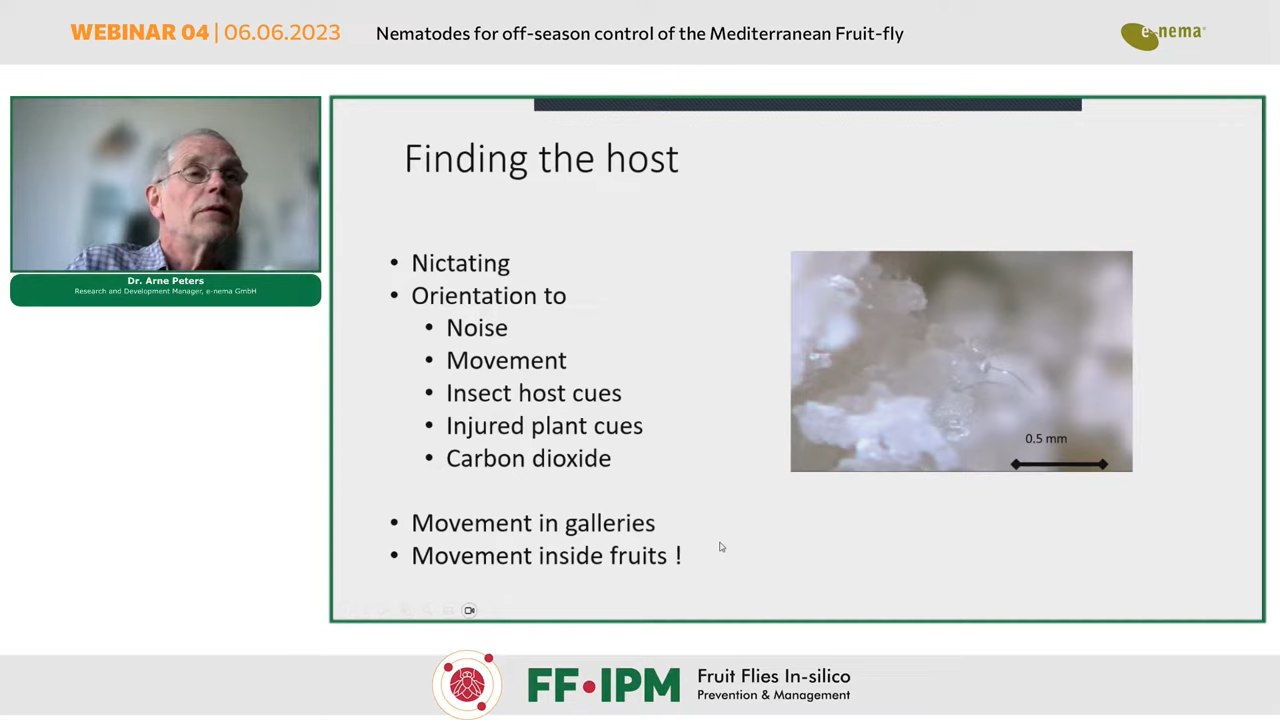 WEBINAR 04 | 06.06.2023
Nematodes for off-season control of the Mediterranean Fruit-fly
e-nema
Dr. Arne Peters
Research and Development Manager, e-nema GmbH
Finding the host
• Nictating
• Orientation to
• Noise
• Movement
• Insect host cues
• Injured plant cues
• Carbon dioxide
• Movement in galleries
• Movement inside fruits !
0.5 mm
FF•IPM
Fruit Flies In-silico
Prevention & Management